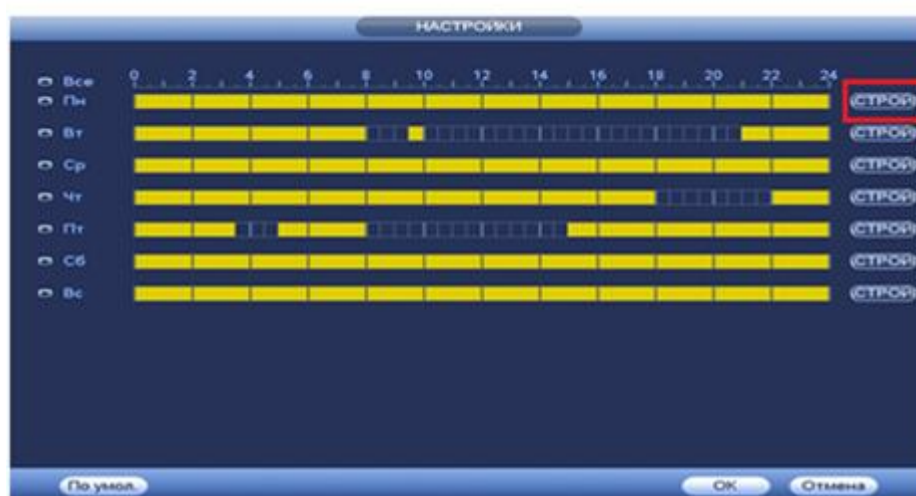 НАСТРОЙКИ
0 2 4 6 8 10 12 14 16 18 20 22 24
Все
Пн СТРОЙ
Вт СТРОЙ
Ср СТРОЙ
Чт СТРОЙ
Пт СТРОЙ
Сб СТРОЙ
Вс СТРОЙ
По умол. OK Отмена